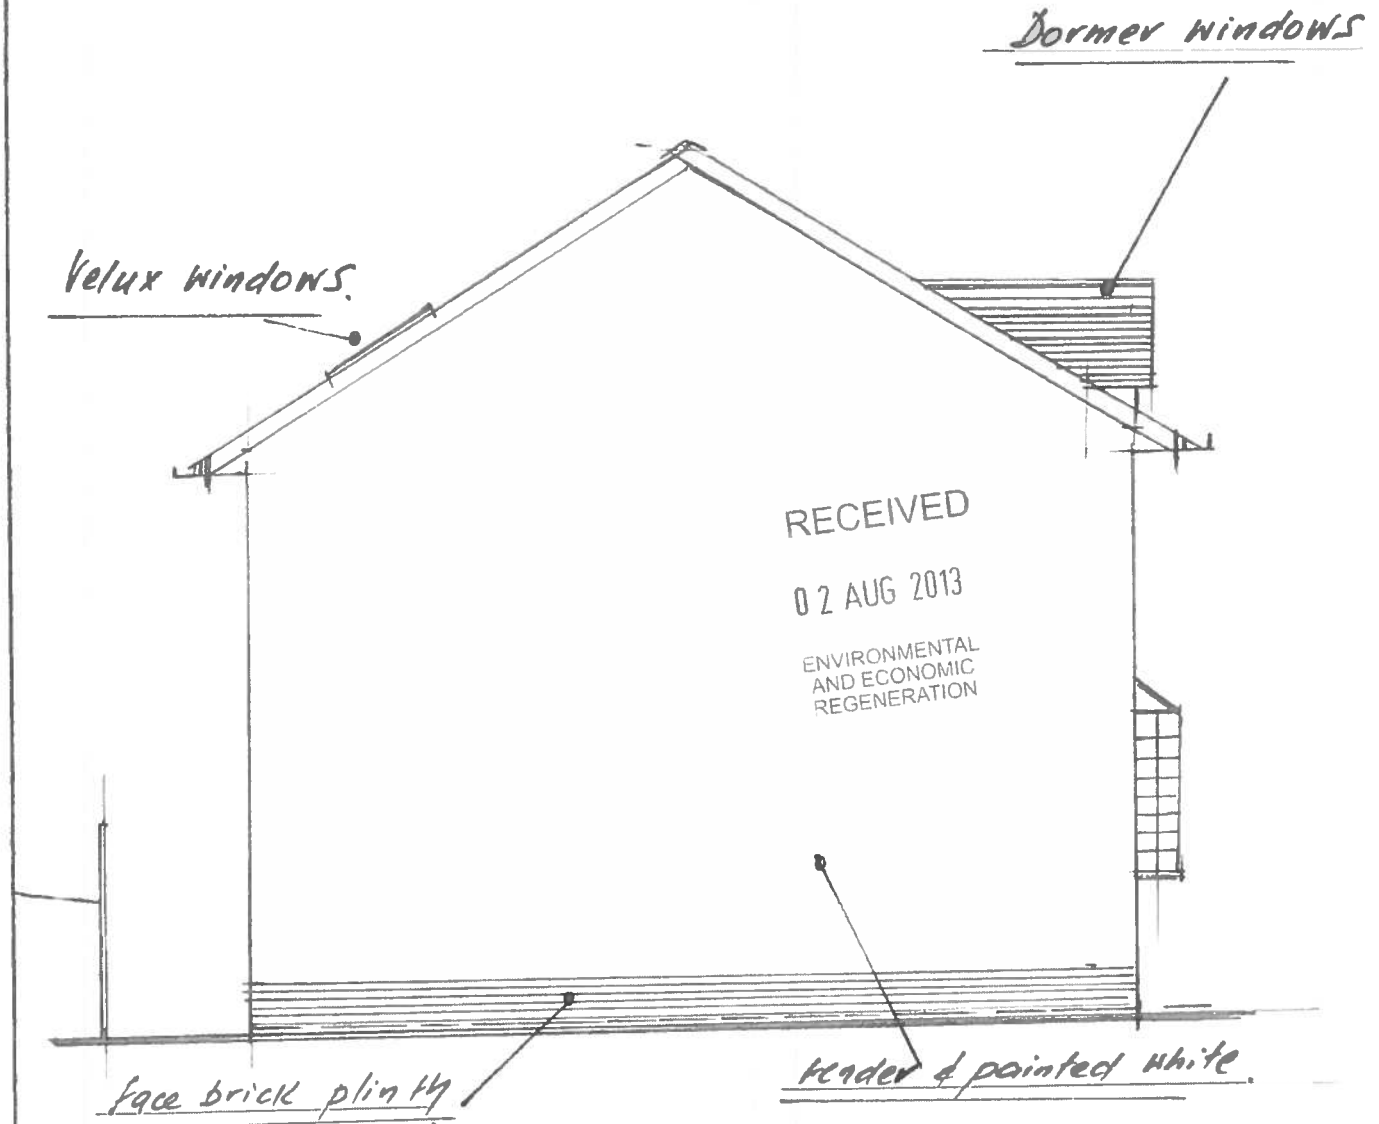 Dormer windows
Velux windows.
RECEIVED
02 AUG 2013
ENVIRONMENTAL
AND ECONOMIC
REGENERATION
face brick plinth
render & painted white.